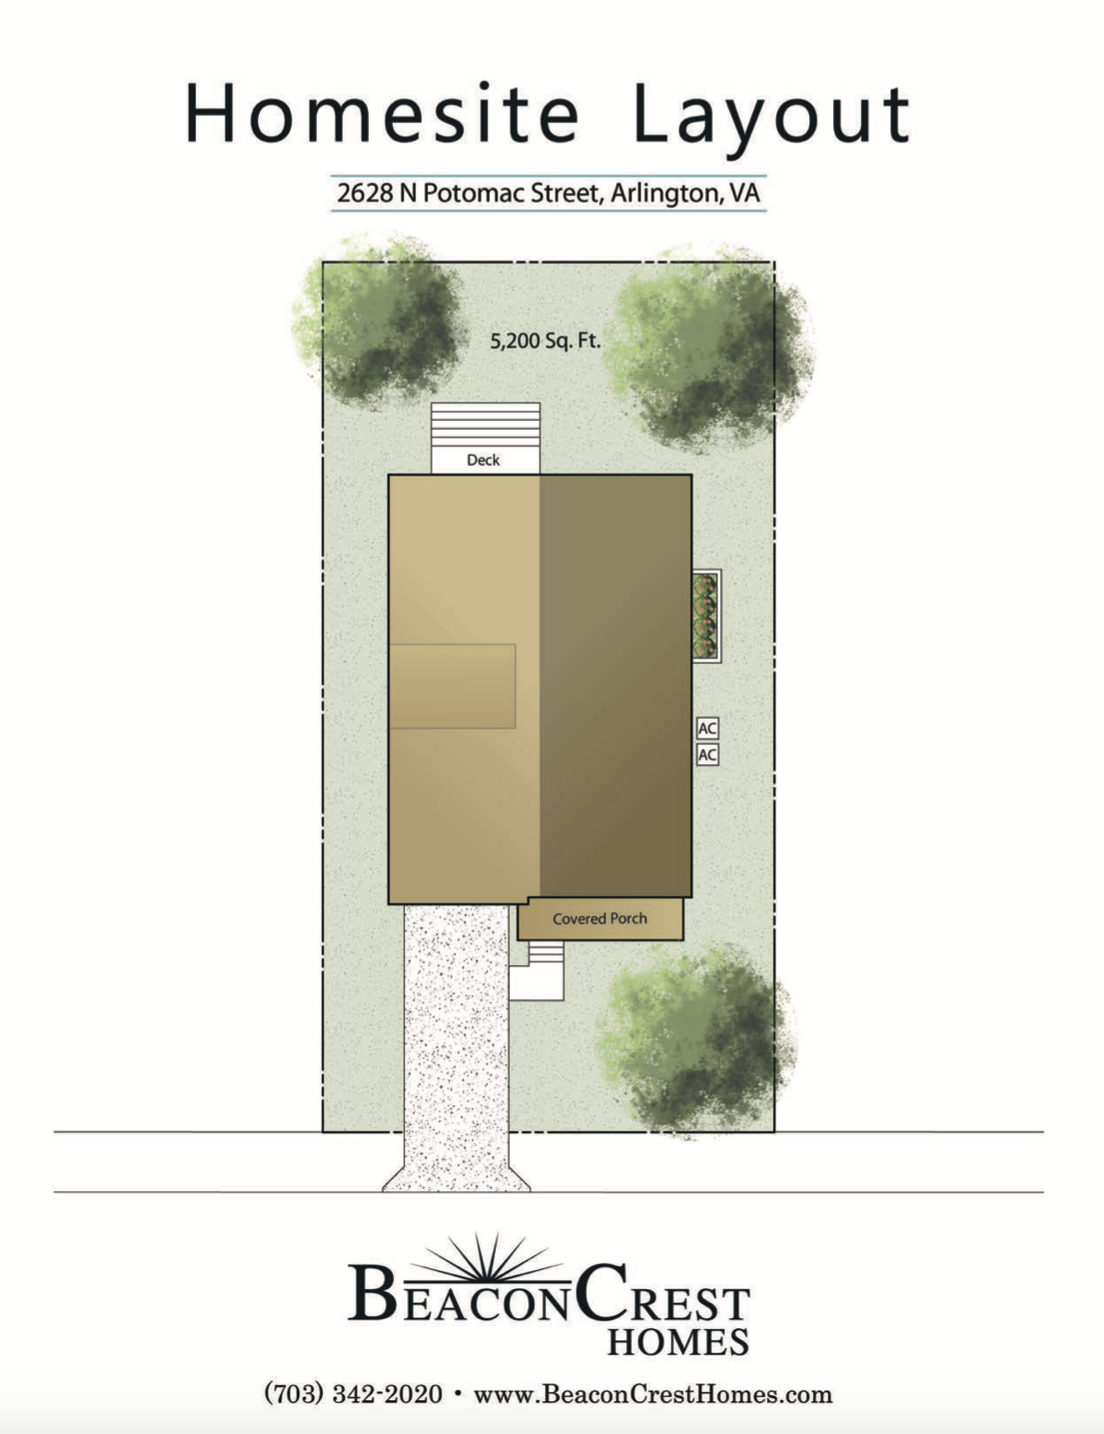 Homesite Layout
2628 N Potomac Street, Arlington, VA
5,200 Sq. Ft.
Deck
AC
AC
Covered Porch
BEACONCREST
HOMES
(703) 342-2020 • www.BeaconCrestHomes.com